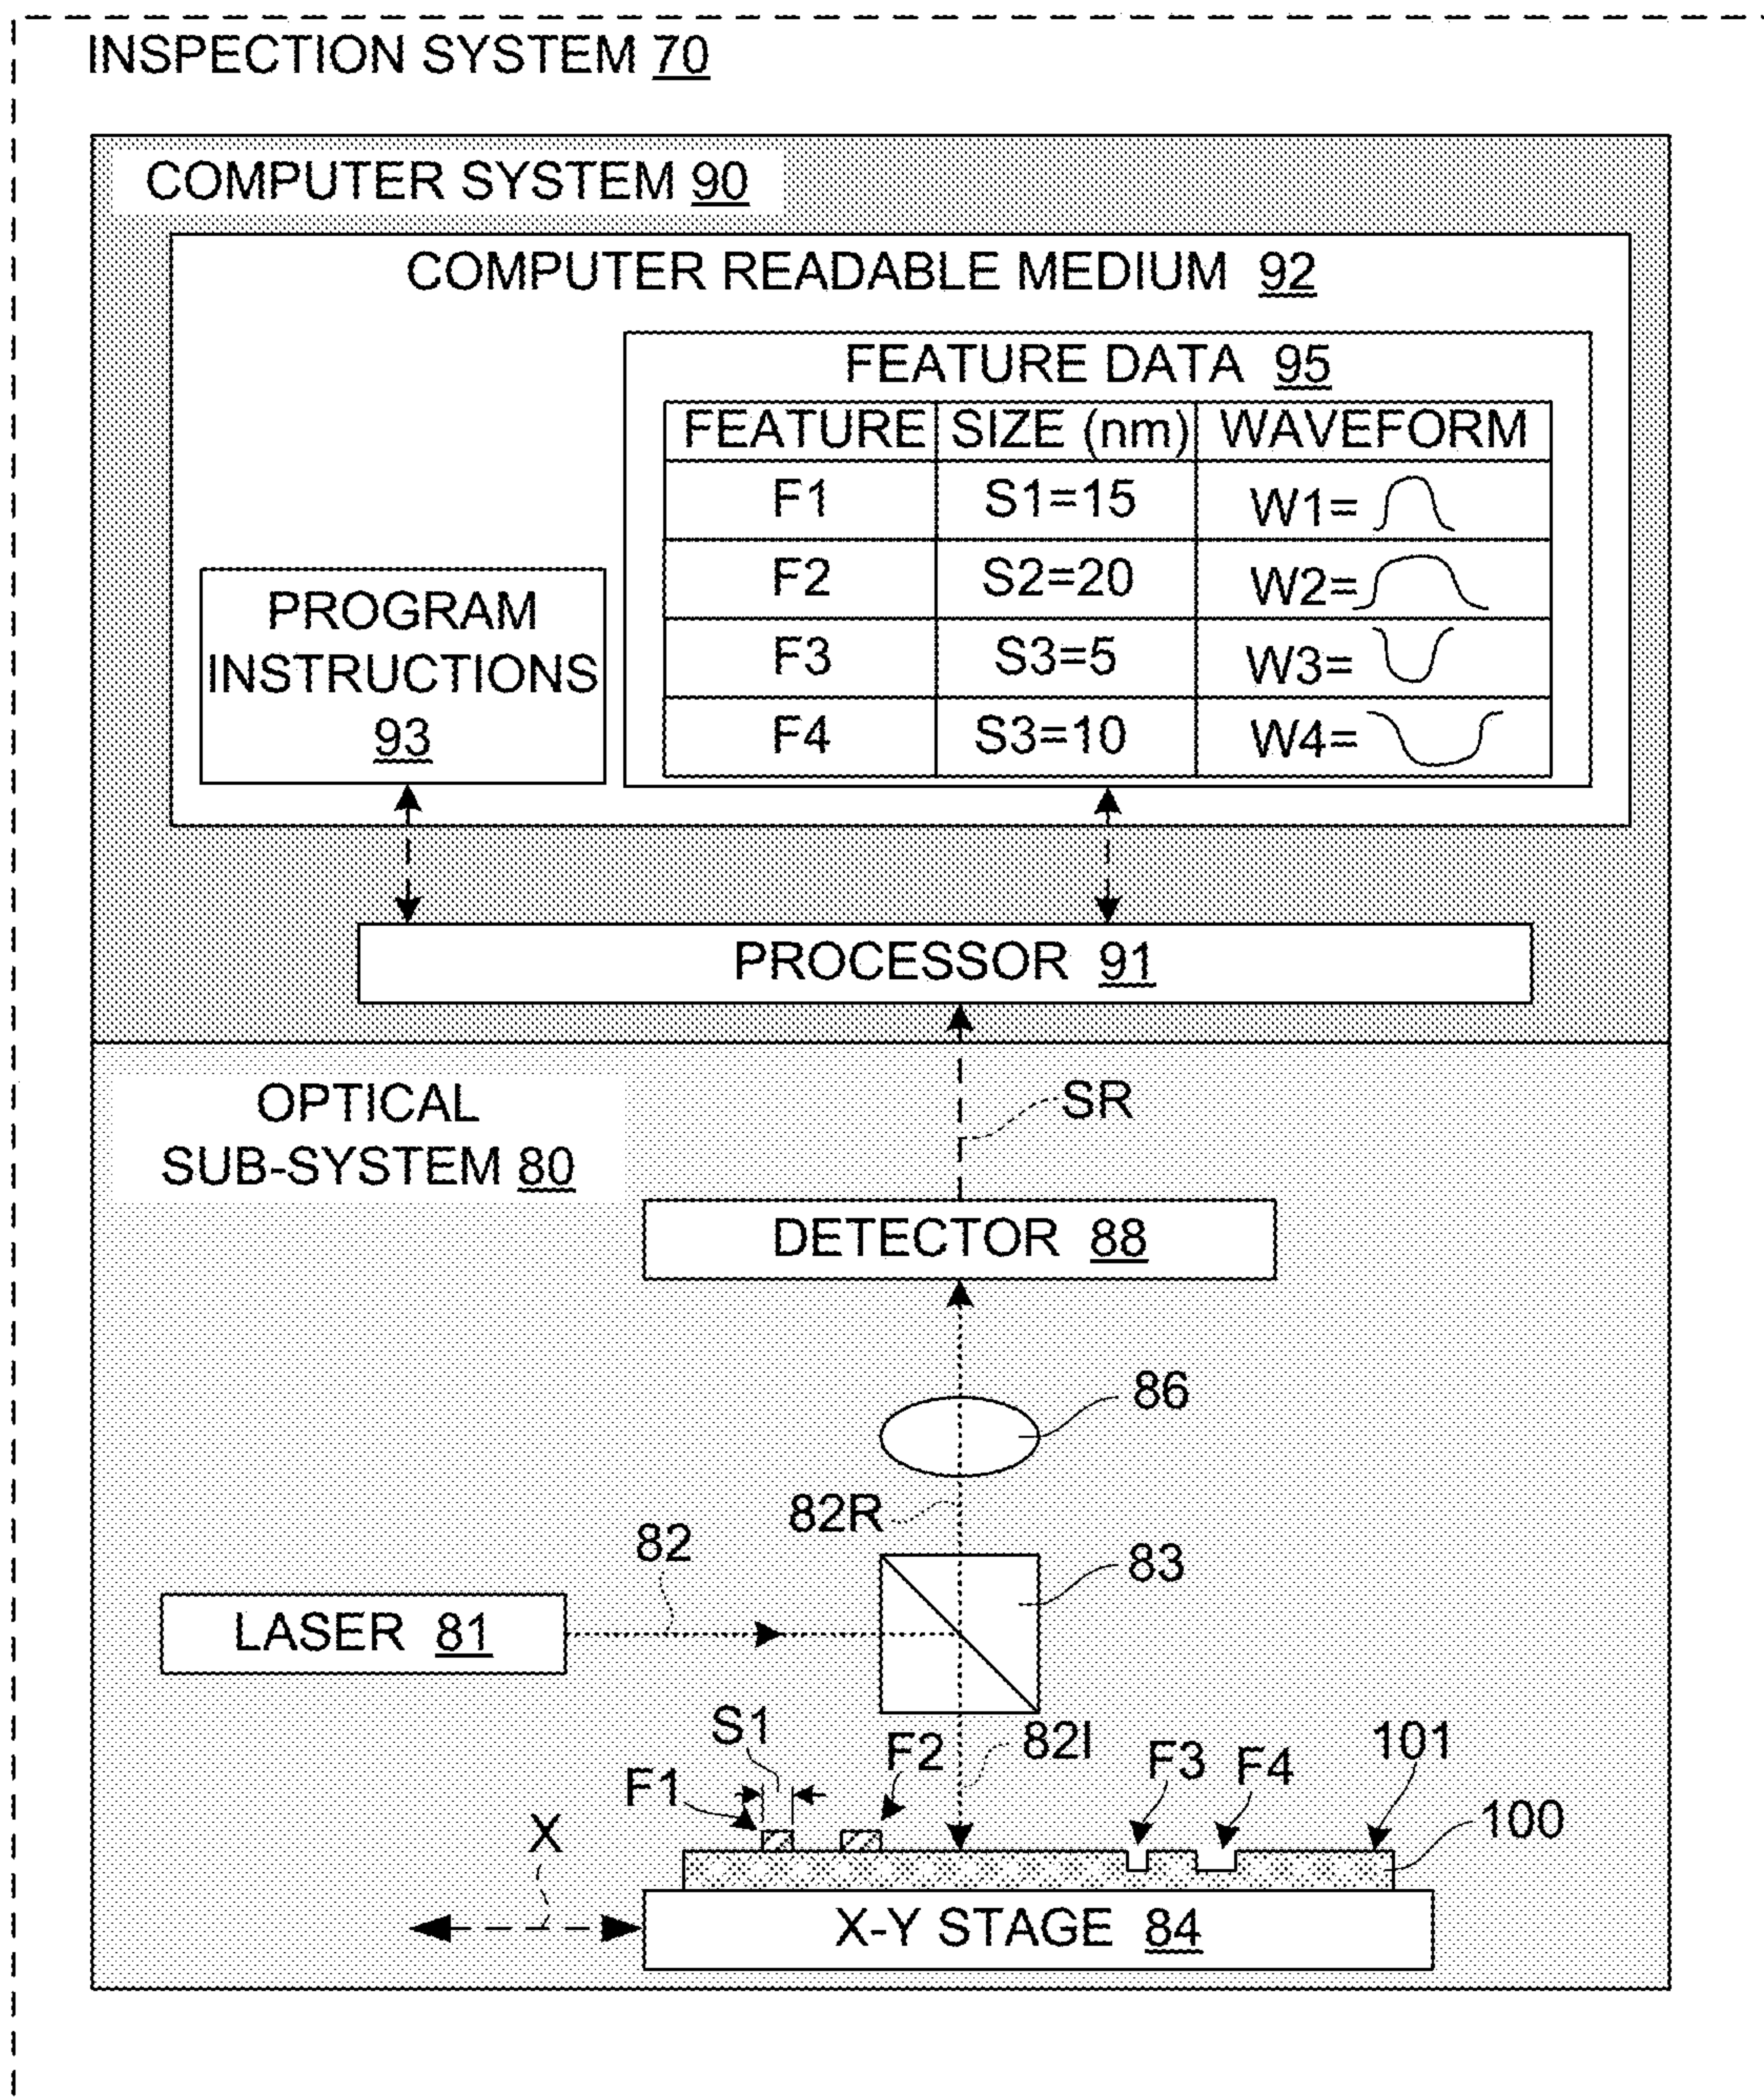 INSPECTION SYSTEM 70
COMPUTER SYSTEM 90
COMPUTER READABLE MEDIUM 92
FEATURE DATA 95
FEATURE SIZE (nm) WAVEFORM
F1 S1=15 W1=
F2 S2=20 W2=
F3 S3=5 W3=
F4 S3=10 W4=
PROGRAM
INSTRUCTIONS
93
PROCESSOR 91
OPTICAL
SUB-SYSTEM 80
SR
DETECTOR 88
86
82R
82
83
LASER 81
S1
F1
F2
82I
F3
F4
101
100
X
X-Y STAGE 84